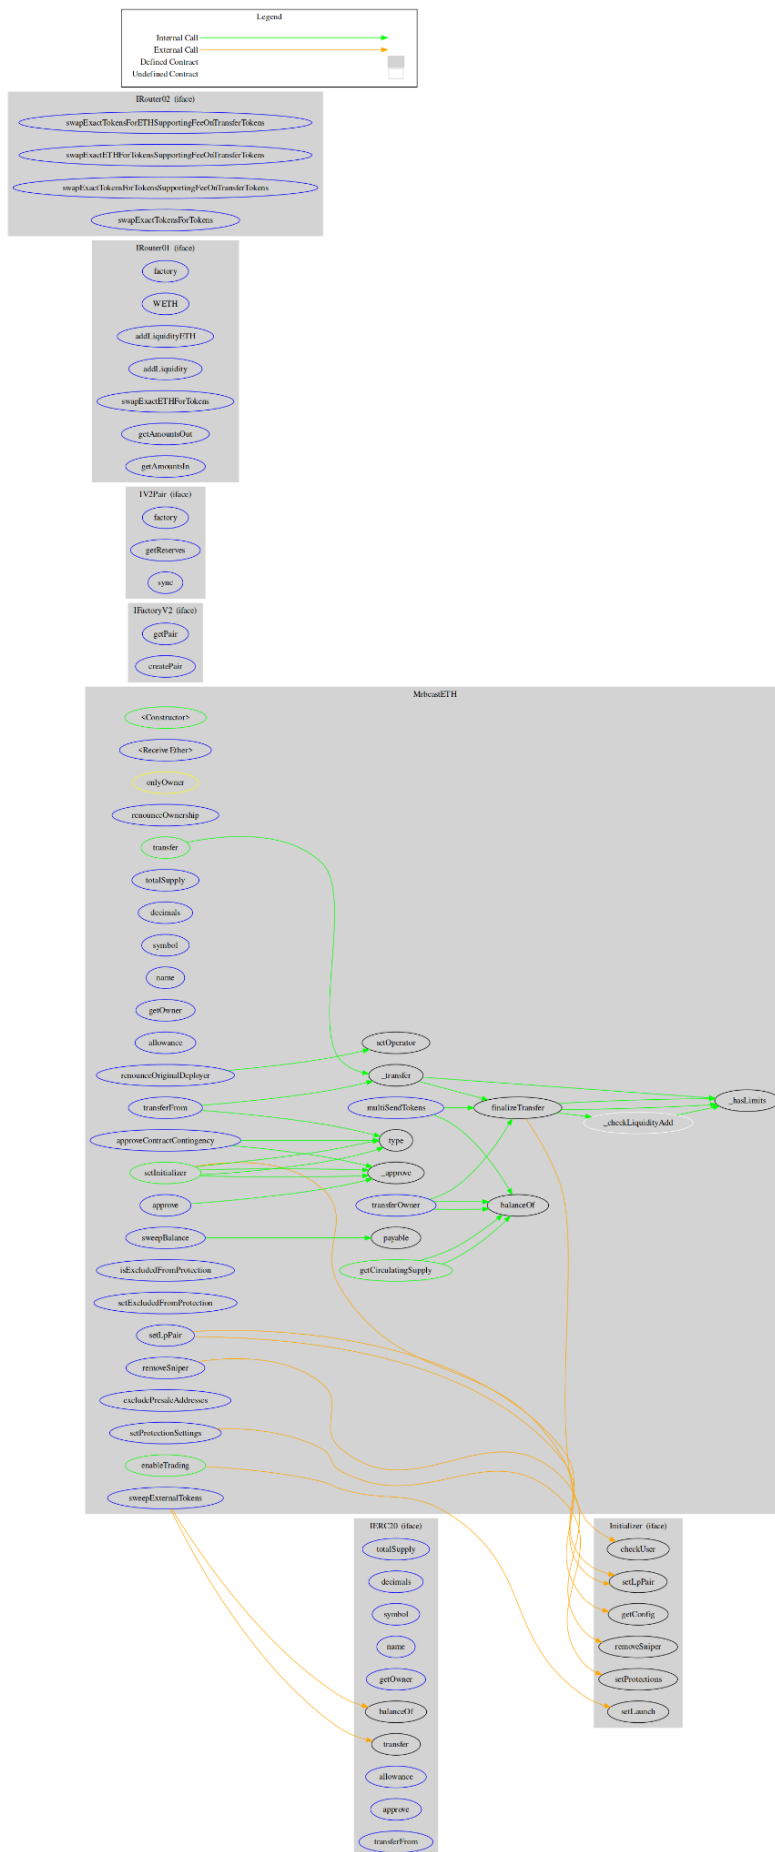 Legend
Internal Call
External Call
Defined Contract
Undefined Contract
IRouter02 (iface)
swapExactTokensForETHSupportingFeeOnTransferTokens
swapExactETHForTokensSupportingFeeOnTransferTokens
swapExactTokensForTokensSupportingFeeOnTransferTokens
swapExactTokensForTokens
IRouter01 (iface)
factory
WETH
addLiquidityETH
addLiquidity
swapExactETHForTokens
getAmountsOut
getAmountsIn
IV2Pair (iface)
factory
getReserves
sync
IFactoryV2 (iface)
getPair
createPair
MrbeastETH
<Constructor>
<Receive Ether>
onlyOwner
renounceOwnership
transfer
totalSupply
decimals
symbol
name
getOwner
allowance
setOperator
renounceOriginalDeployer
_transfer
_hasLimits
transferFrom
multiSendTokens
finalizeTransfer
_checkLiquidityAdd
approveContractContingency
type
setInitializer
_approve
approve
transferOwner
balanceOf
sweepBalance
payable
isExcludedFromProtection
getCirculatingSupply
setExcludedFromProtection
setLpPair
removeSniper
excludePresaleAddresses
setProtectionSettings
enableTrading
sweepExternalTokens
IERC20 (iface)
totalSupply
decimals
symbol
name
getOwner
balanceOf
transfer
allowance
approve
transferFrom
Initializer (iface)
checkUser
setLpPair
getConfig
removeSniper
setProtections
setLaunch